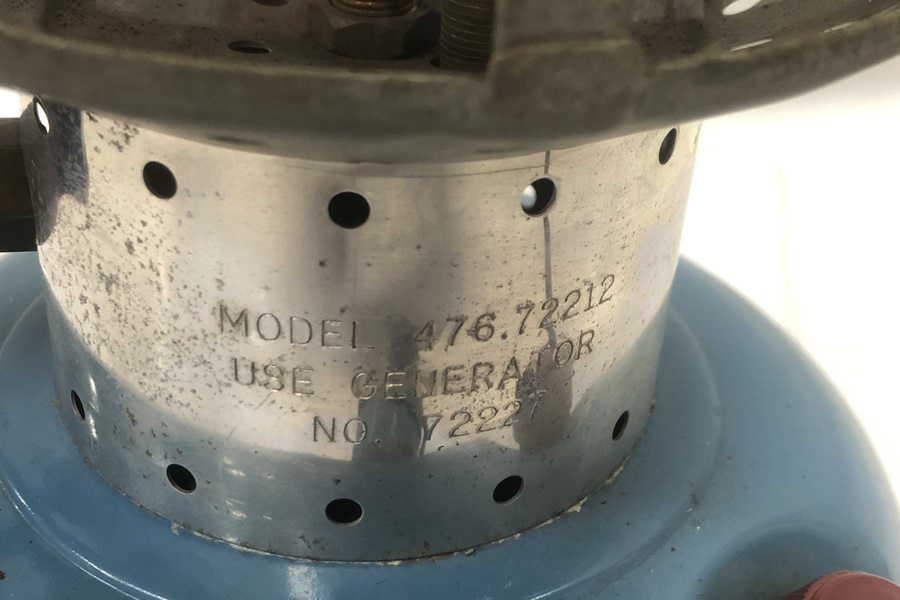 MODEL 476.72212
USE GENERATOR
NO. 72227